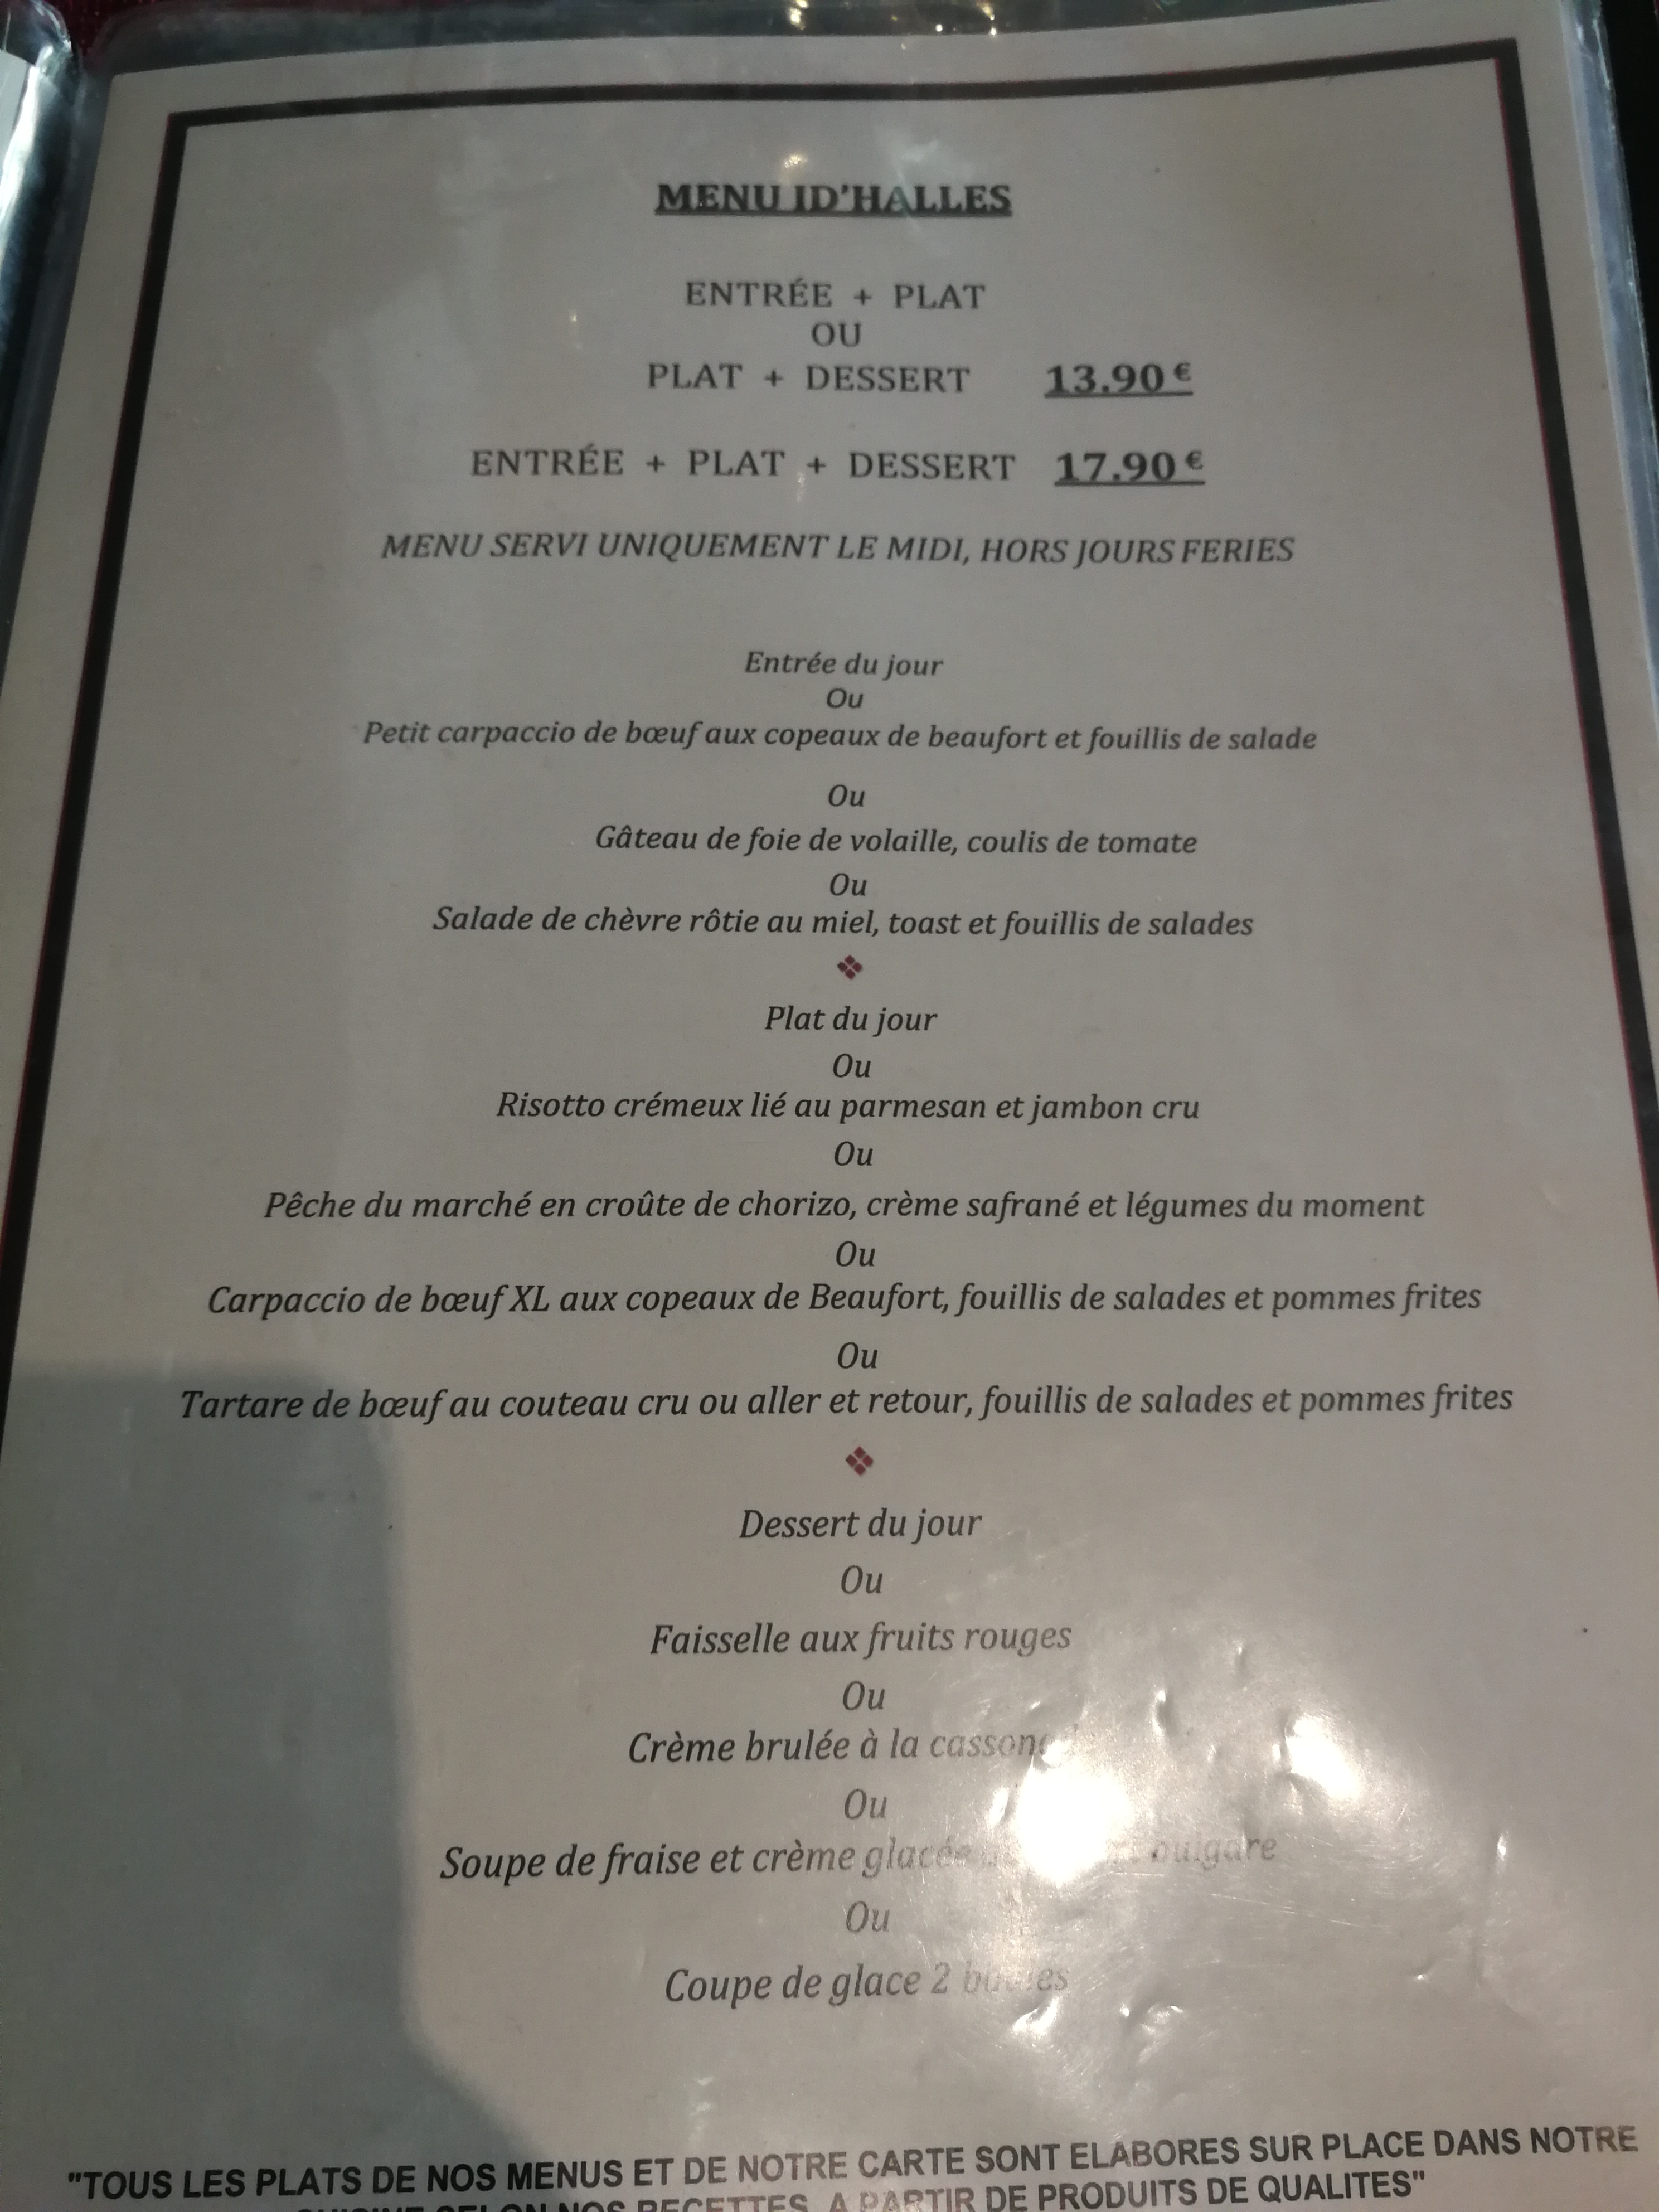 MENU ID'HALLES
ENTRÉE + PLAT
OU
PLAT + DESSERT 13.90€
ENTRÉE + PLAT + DESSERT 17.90€
MENU SERVI UNIQUEMENT LE MIDI, HORS JOURS FERIES
Entrée du jour
Ou
Petit carpaccio de bœuf aux copeaux de beaufort et fouillis de salade
Ou
Gâteau de foie de volaille, coulis de tomate
Ou
Salade de chèvre rôtie au miel, toast et fouillis de salades
Plat du jour
Ou
Risotto crémeux lié au parmesan et jambon cru
Ou
Pêche du marché en croûte de chorizo, crème safrané et légumes du moment
Ou
Carpaccio de bœuf XL aux copeaux de Beaufort, fouillis de salades et pommes frites
Ou
Tartare de bœuf au couteau cru ou aller et retour, fouillis de salades et pommes frites
Dessert du jour
Ou
Faisselle aux fruits rouges
Ou
Crème brulée à la
Ou
Soupe de fraise et crème glacée bulgare
Ou
Coupe de glace 2
"TOUS LES PLATS DE NOS MENUS ET DE NOTRE CARTE SONT ELABORES SUR PLACE DANS NOTRE
CUISINE SELON NOS RECETTES, A PARTIR DE PRODUITS DE QUALITES"